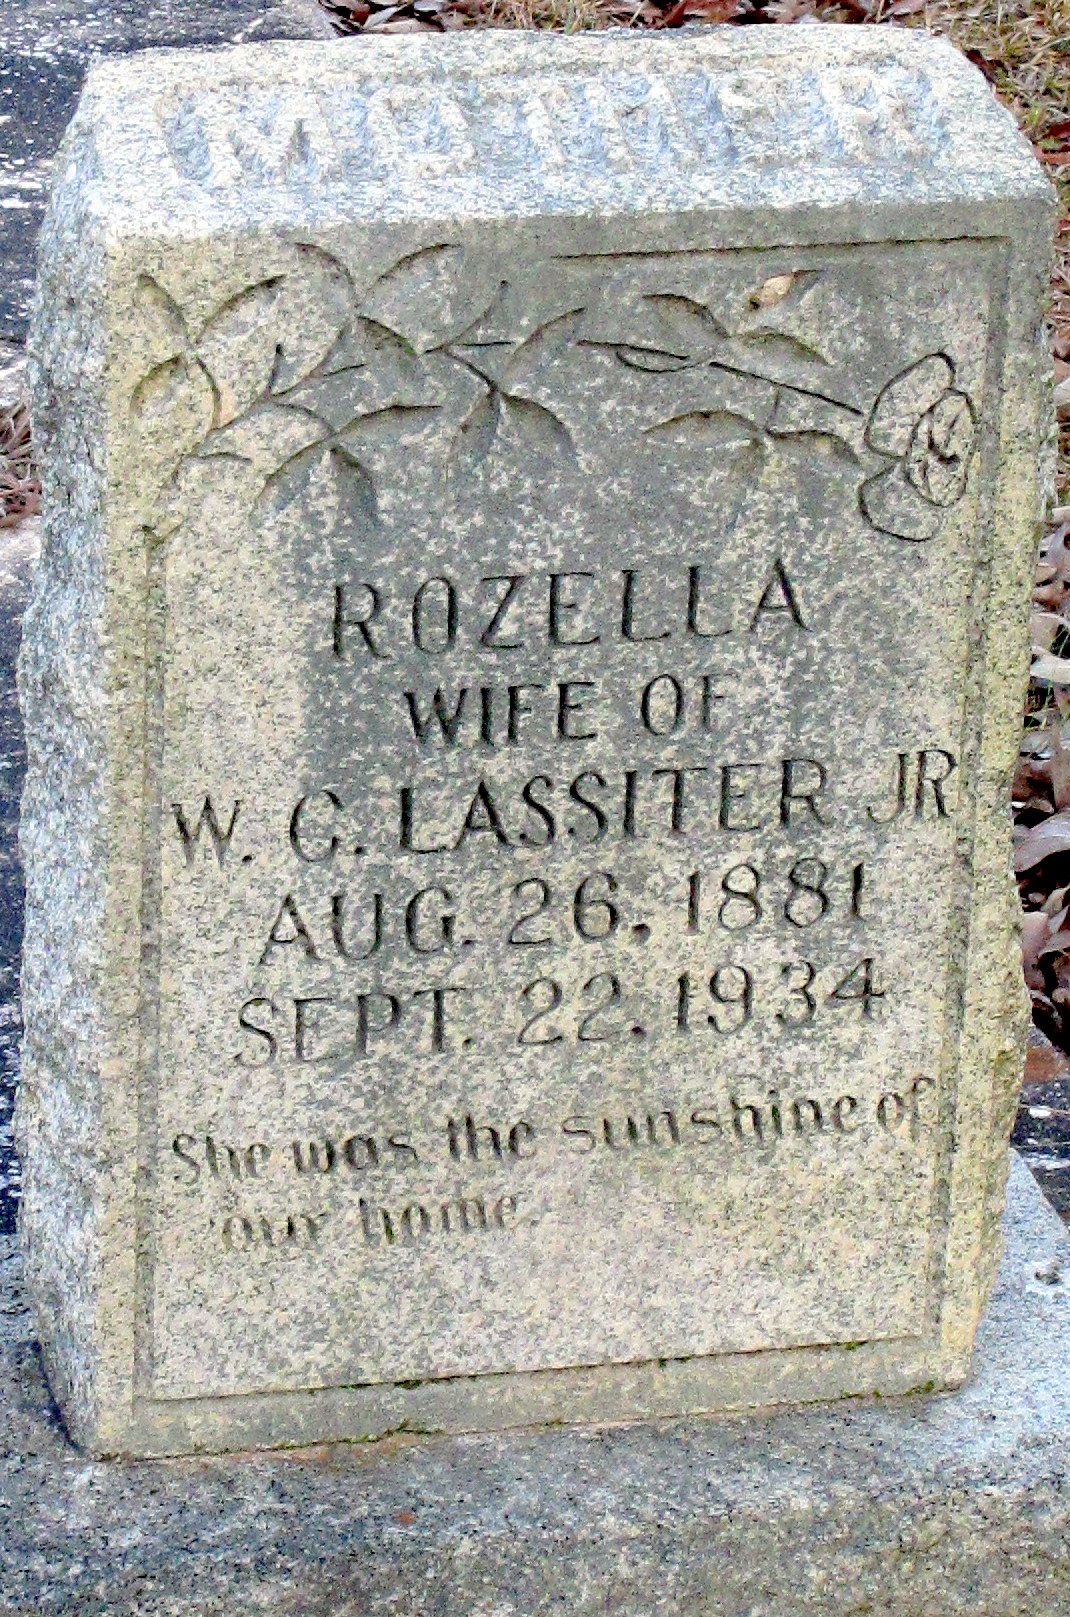 MOTHER
ROZELLA
WIFE OF
W. C. LASSITER JR
AUG. 26, 1881
SEPT. 22. 1934
She was the sunshine of
our home.